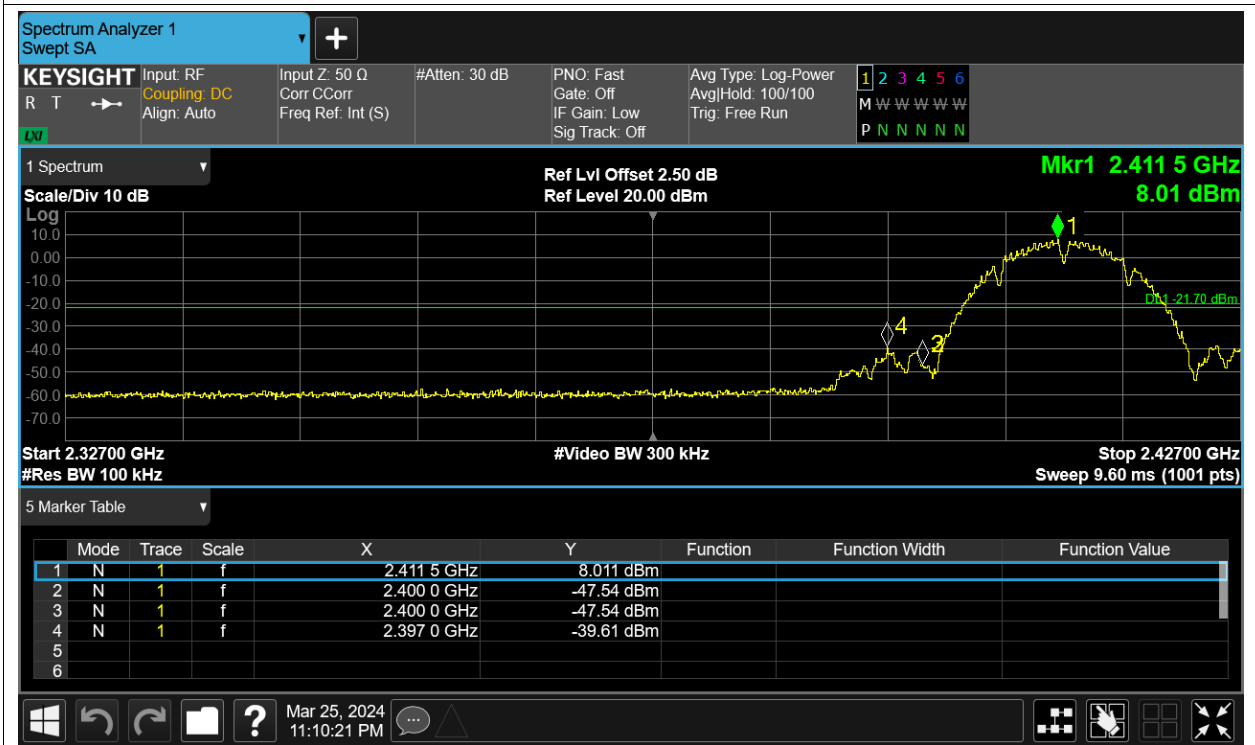 Spectrum Analyzer 1
Swept SA
KEYSIGHT
R T
LXI
Input: RF
Coupling: DC
Align: Auto
Input Z: 50 Ω
Corr CCorr
Freq Ref: Int (S)
#Atten: 30 dB
PNO: Fast
Gate: Off
IF Gain: Low
Sig Track: Off
Avg Type: Log-Power
Avg|Hold: 100/100
Trig: Free Run
1 2 3 4 5 6
M W W W W W
P N N N N N
1 Spectrum
Scale/Div 10 dB
Ref Lvl Offset 2.50 dB
Ref Level 20.00 dBm
Mkr1 2.411 5 GHz
8.01 dBm
Log
10.0
0.00
-10.0
-20.0
-30.0
-40.0
-50.0
-60.0
-70.0
1
DL1 -21.70 dBm
4
Start 2.32700 GHz
#Video BW 300 kHz
Stop 2.42700 GHz
#Res BW 100 kHz
Sweep 9.60 ms (1001 pts)
5 Marker Table
Mode Trace Scale X Y Function Function Width Function Value
1 N 1 f 2.411 5 GHz 8.011 dBm
2 N 1 f 2.400 0 GHz -47.54 dBm
3 N 1 f 2.400 0 GHz -47.54 dBm
4 N 1 f 2.397 0 GHz -39.61 dBm
5
6
?
Mar 25, 2024
11:10:21 PM